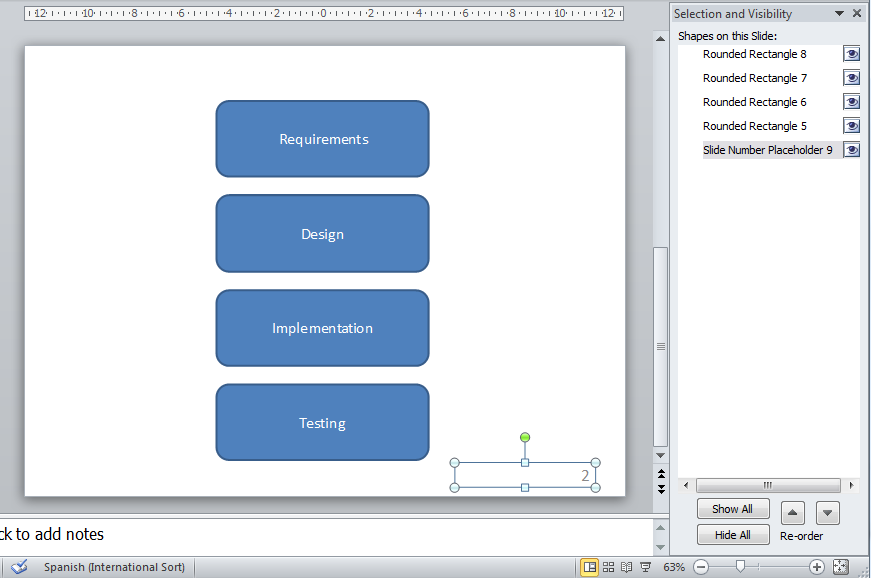 12 10 8 6 4 2 0 2 4 6 8 10 12
Requirements
Design
Implementation
Testing
2
ck to add notes
Spanish (International Sort)
63%
Selection and Visibility
Shapes on this Slide:
Rounded Rectangle 8
Rounded Rectangle 7
Rounded Rectangle 6
Rounded Rectangle 5
Slide Number Placeholder 9
Show All
Hide All
Re-order